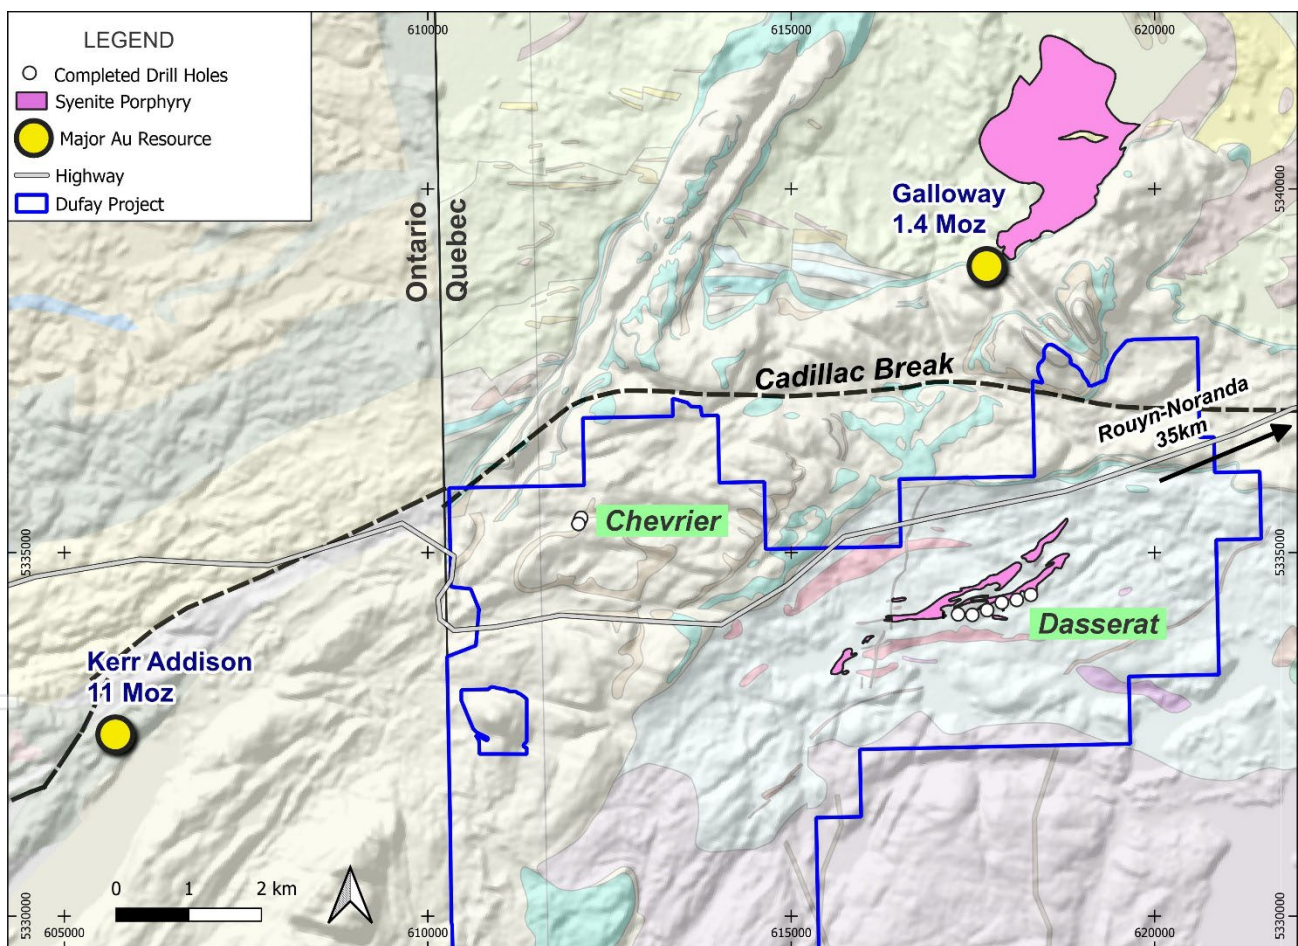 LEGEND
Completed Drill Holes
Syenite Porphyry
Major Au Resource
Highway
Dufay Project
610000
615000
620000
5340000
Ontario
Quebec
Galloway
1.4 Moz
Cadillac Break
Rouyn-Noranda
35km
Chevrier
5335000
5335000
Dasserat
Kerr Addison
11 Moz
0 1 2 km
5330000
5330000
605000
610000
615000
620000